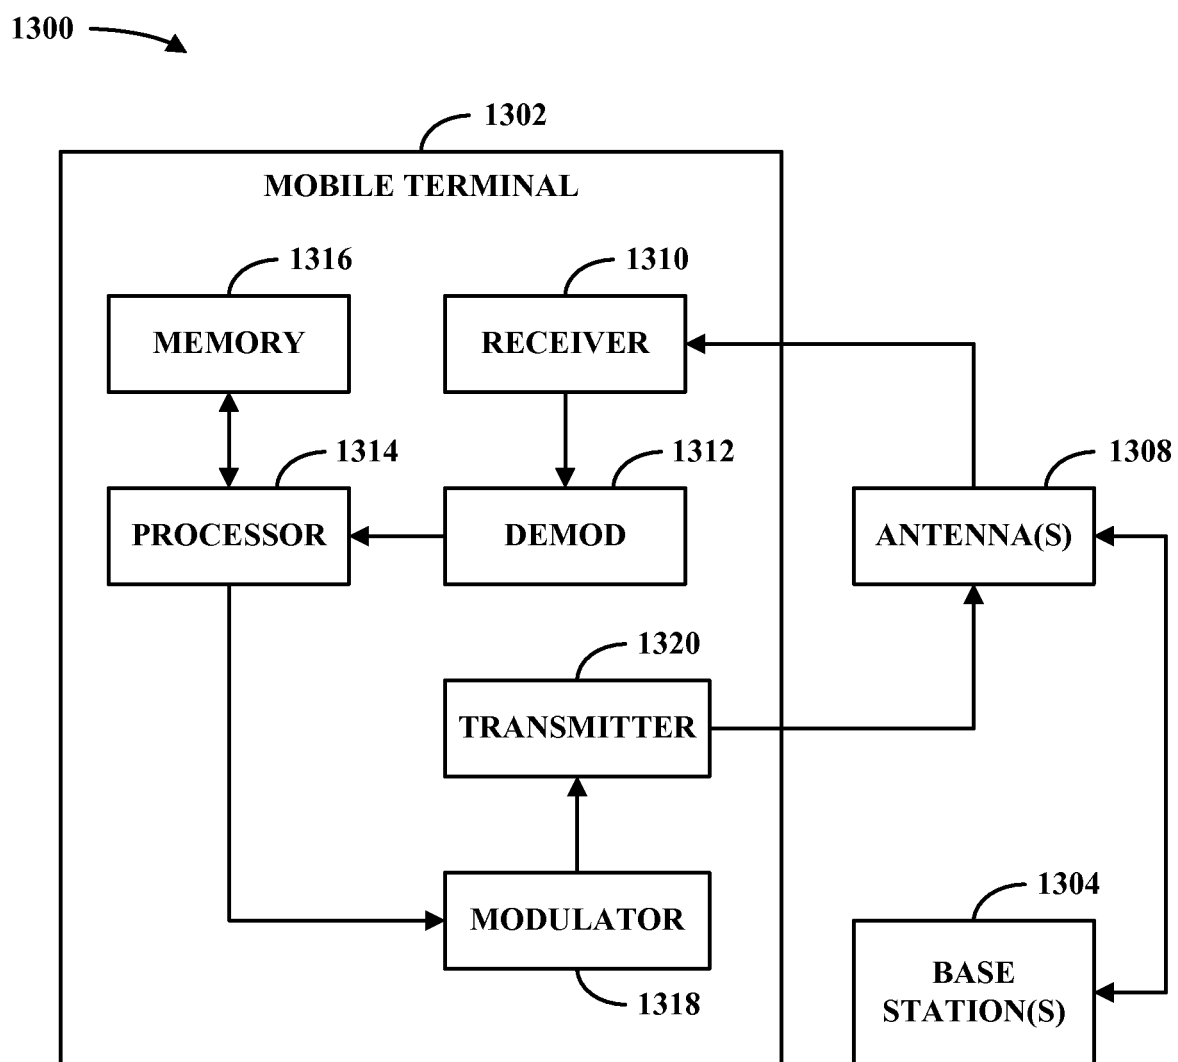 1300
1302
MOBILE TERMINAL
1316
1310
MEMORY
RECEIVER
1314
1312
1308
PROCESSOR
DEMOD
ANTENNA(S)
1320
TRANSMITTER
1304
MODULATOR
BASE
STATION(S)
1318